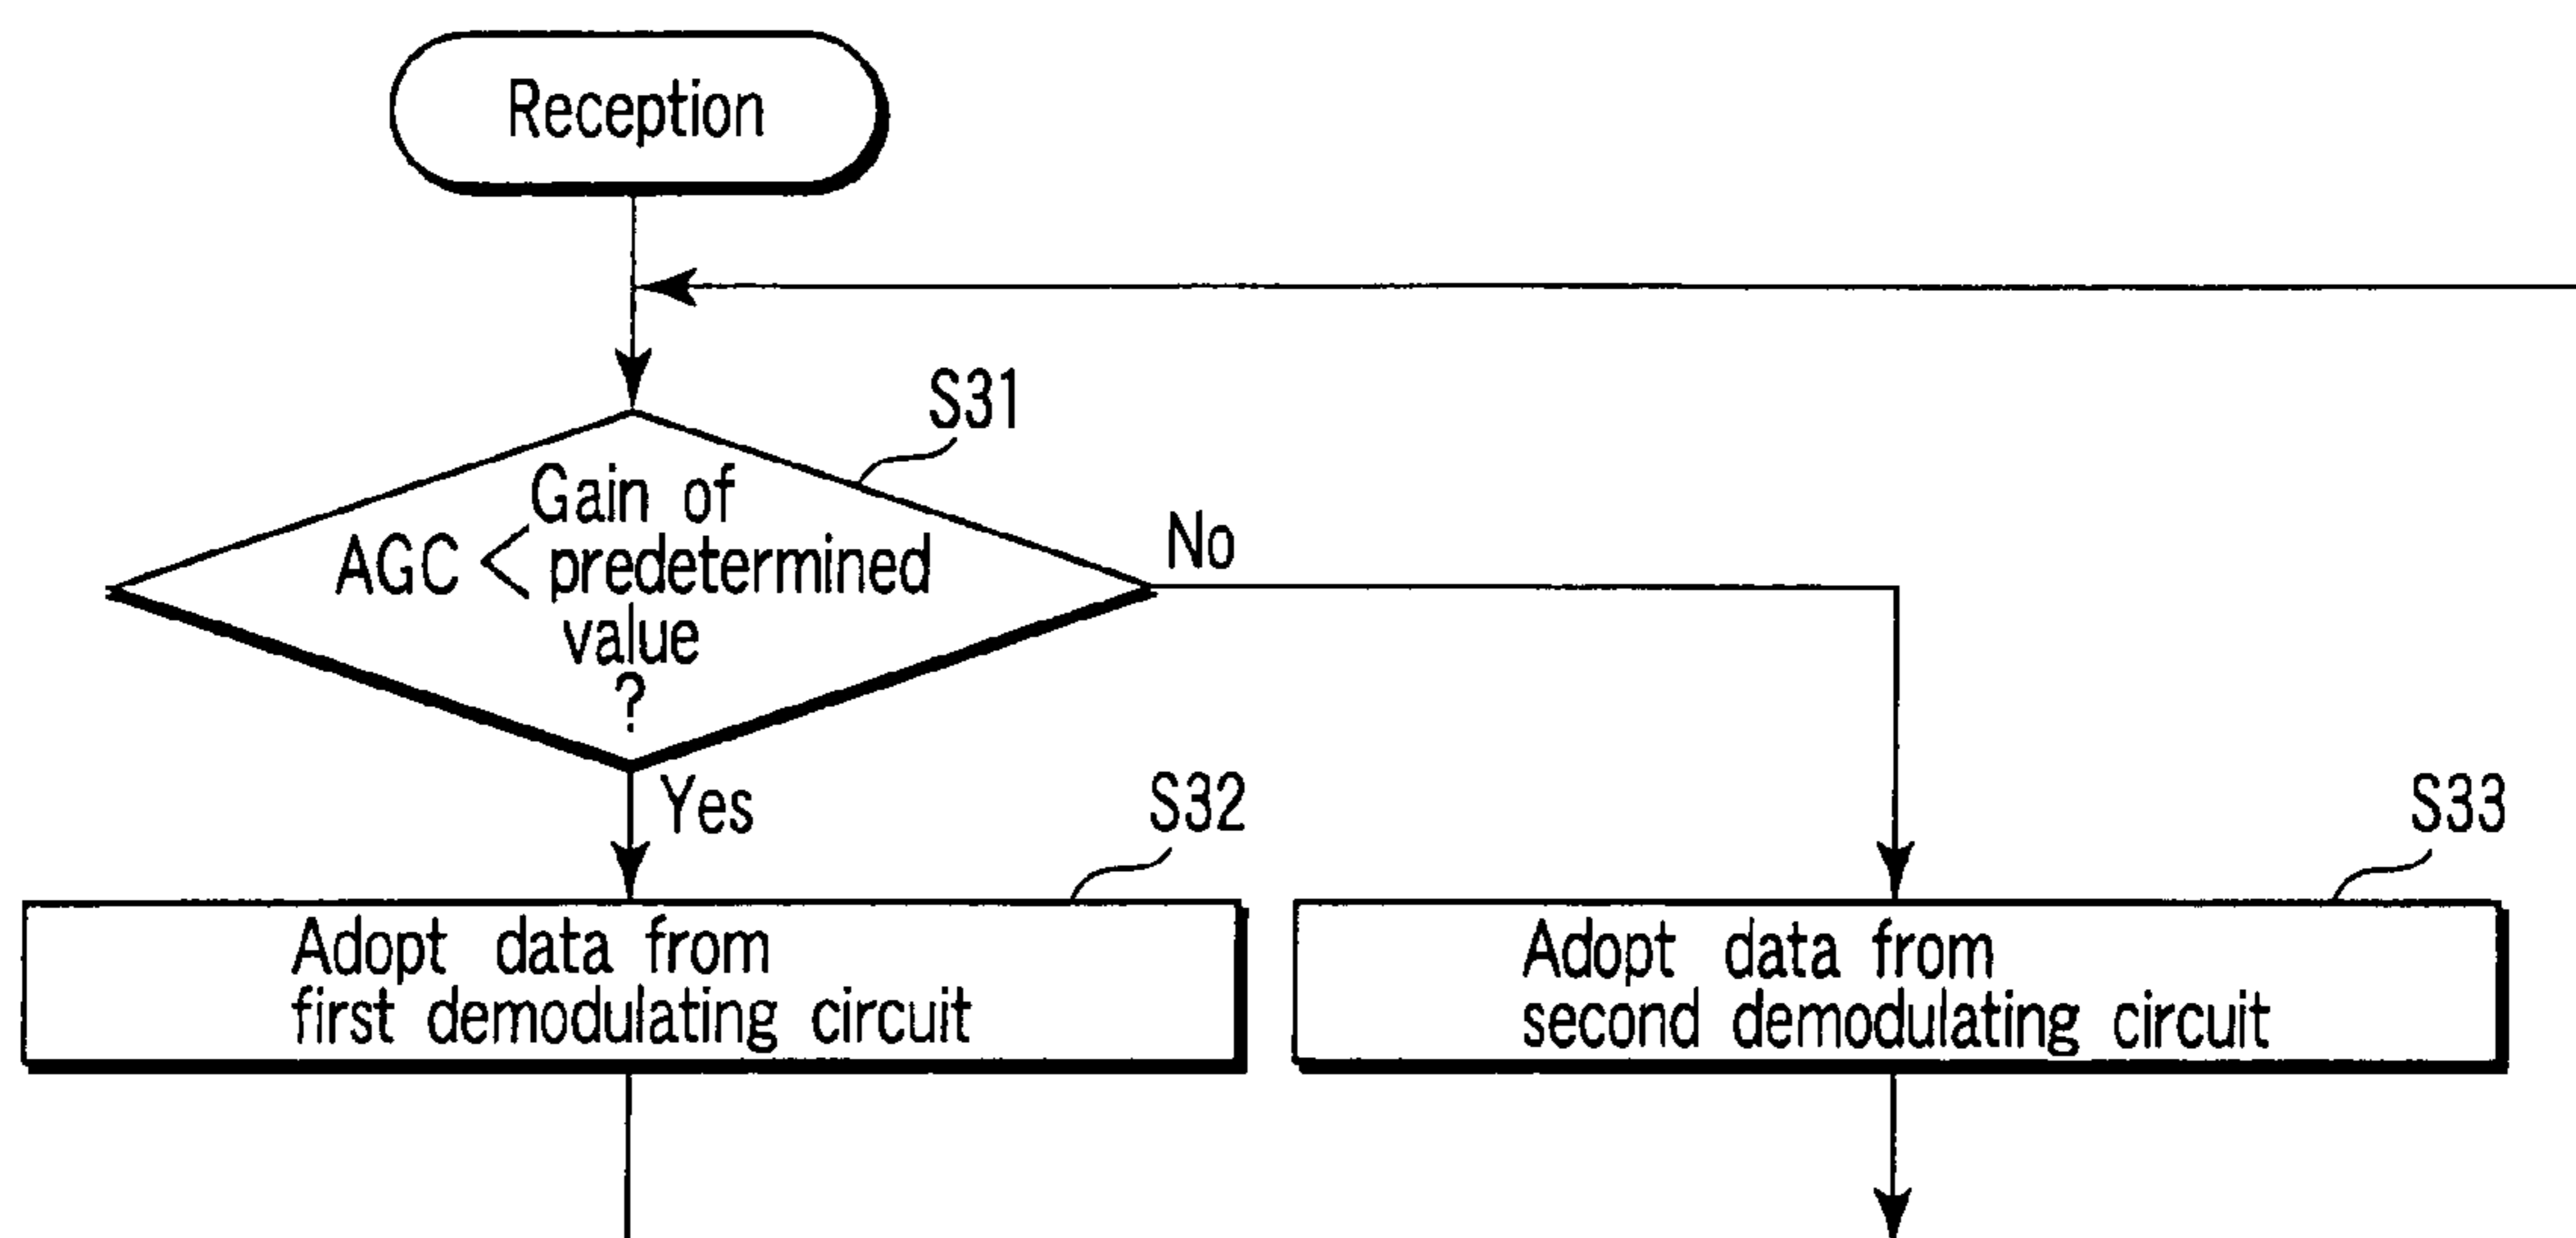 Reception
S31
Gain of
AGC < predetermined
value
?
No
Yes
S32
S33
Adopt data from
first demodulating circuit
Adopt data from
second demodulating circuit